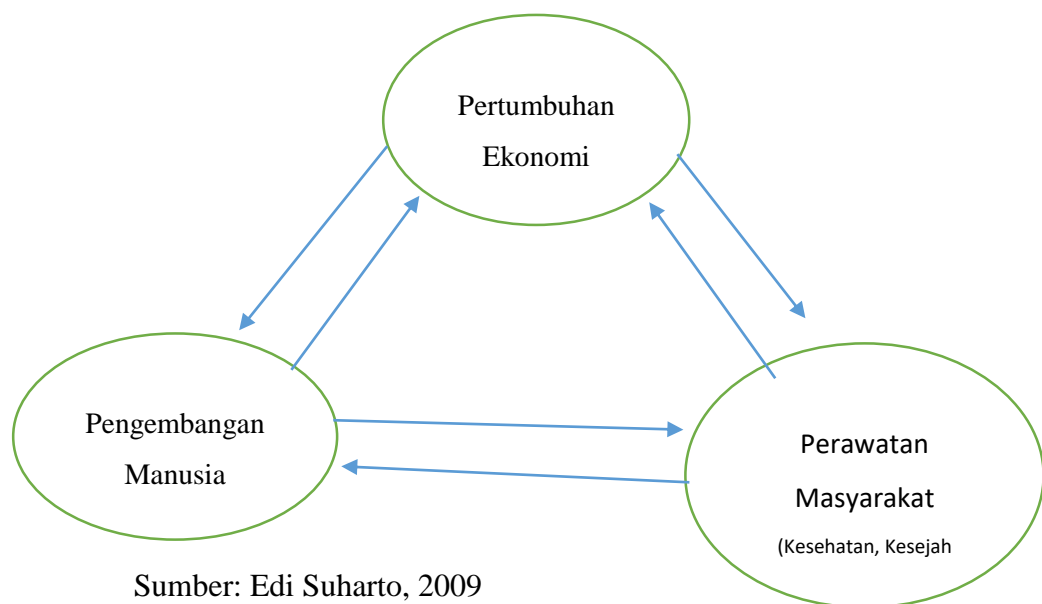 Pertumbuhan
Ekonomi
Pengembangan
Manusia
Perawatan
Masyarakat
(Kesehatan, Kesejah
Sumber: Edi Suharto, 2009